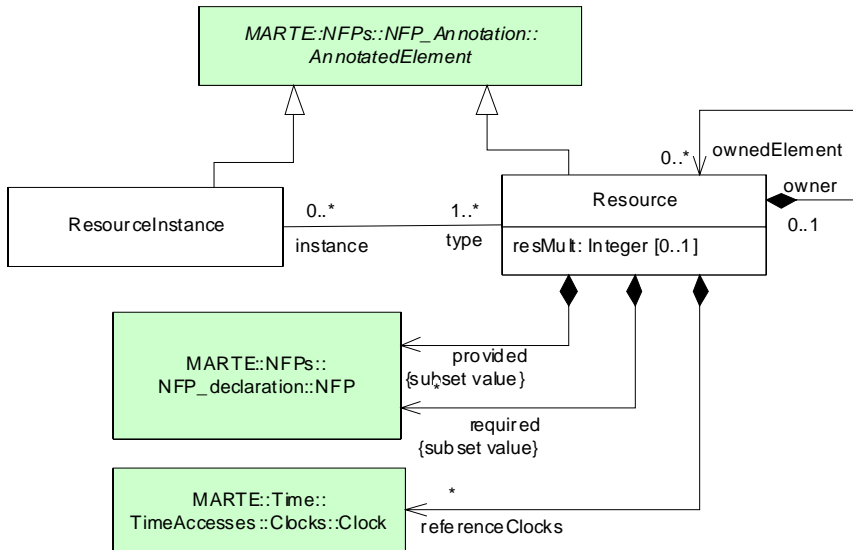 MARTE::NFPs::NFP_Annotation::
AnnotatedElement
0..*
ownedElement
Resource
owner
0..1
ResourceInstance
0..*
1..*
instance
type
resMult: Integer [0..1]
MARTE::NFPs::
NFP_declaration::NFP
provided
{subset value}
*
required
{subset value}
MARTE::Time::
TimeAccesses::Clocks::Clock
*
referenceClocks